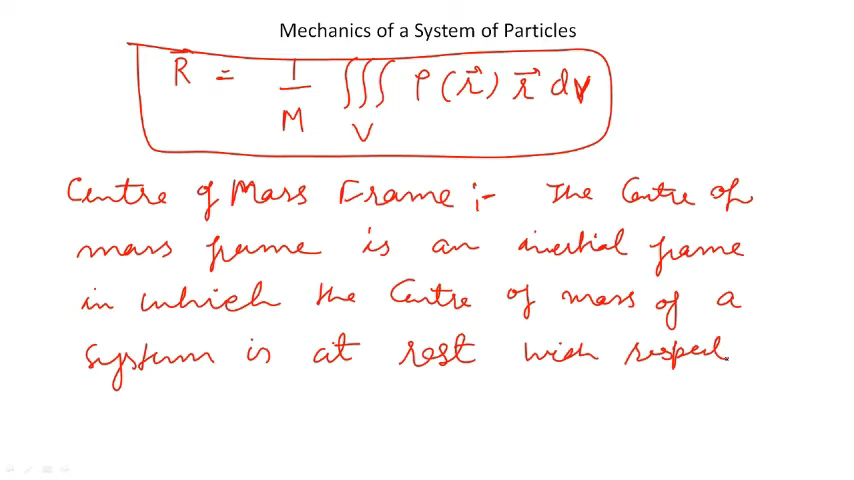 Mechanics of a System of Particles
R⃗ = 1/M ∭_V ρ(r⃗) r⃗ dV
Centre of Mass Frame :- The Centre of
mass frame is an inertial frame
in which the Centre of mass of a
system is at rest with respect